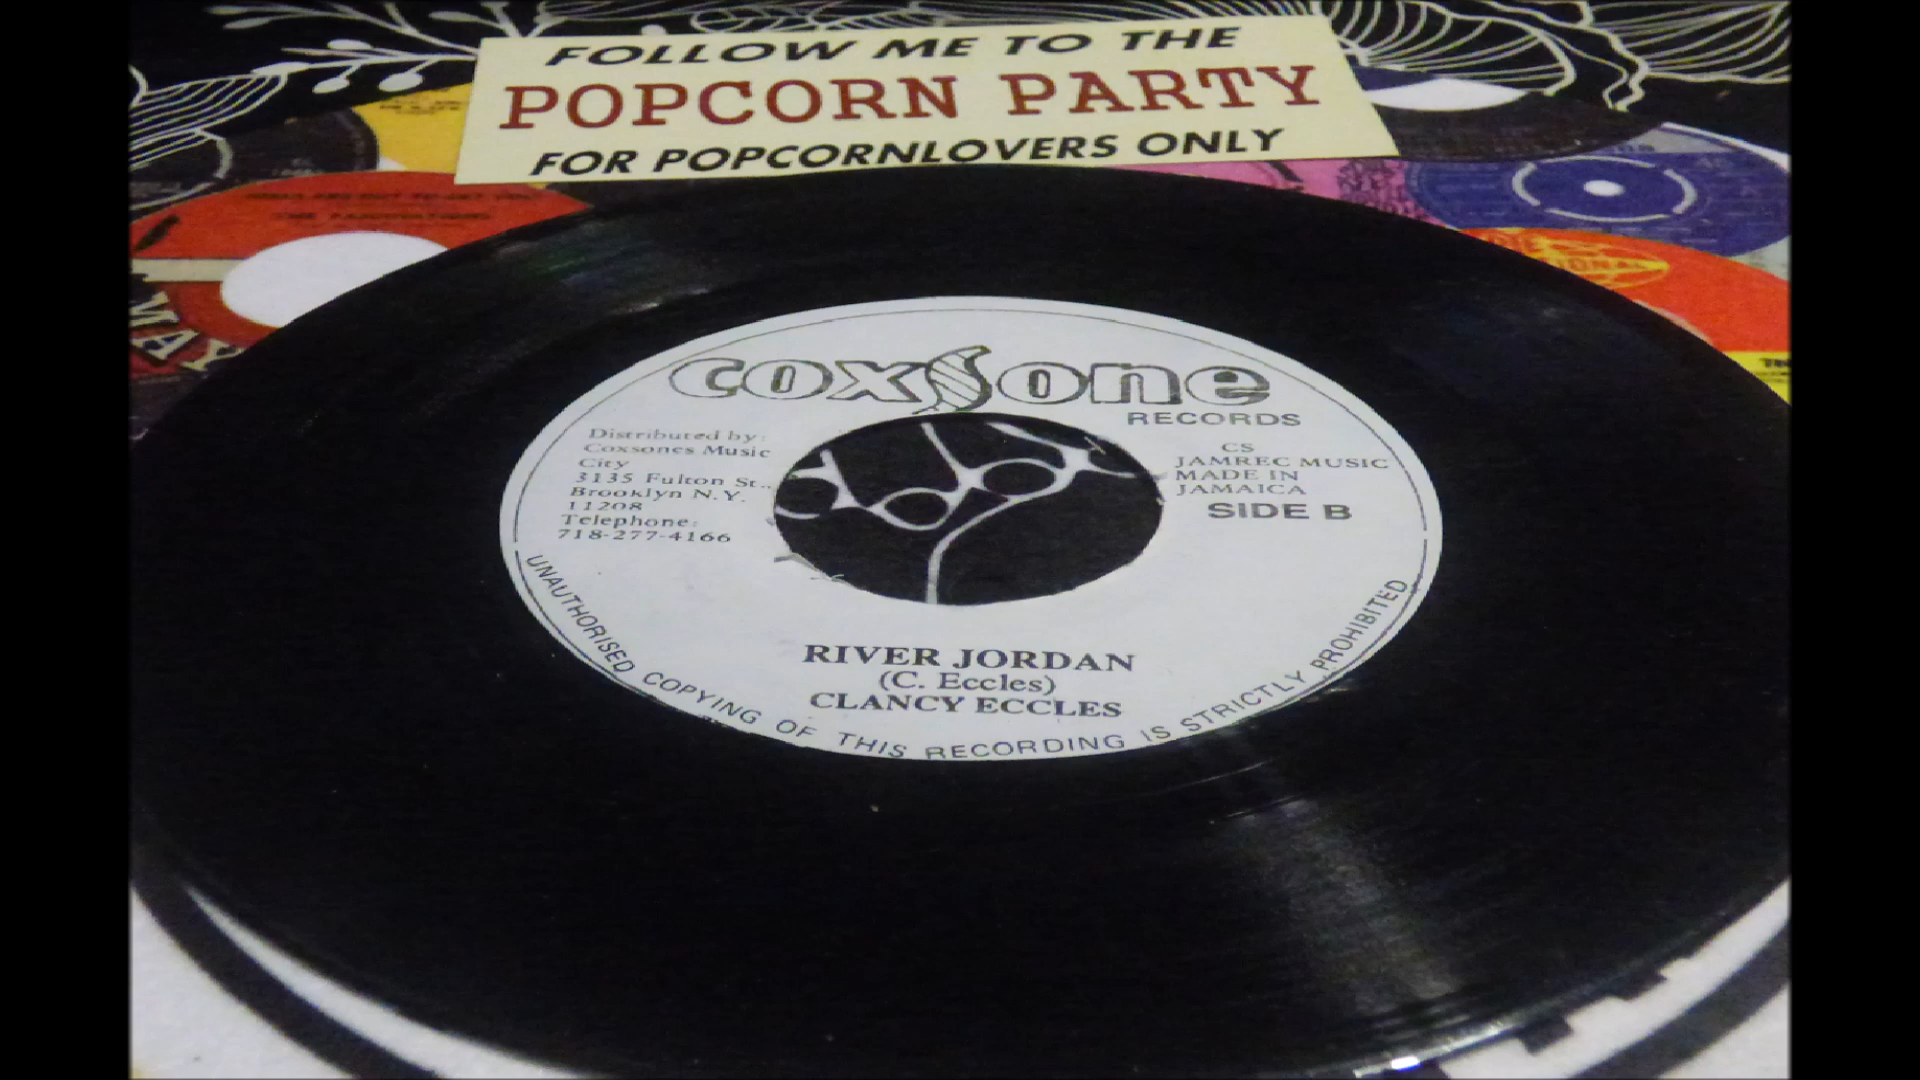 FOLLOW ME TO THE
POPCORN PARTY
FOR POPCORNLOVERS ONLY
MAY
coxsone
RECORDS
Distributed by:
Coxsones Music
City
3135 Fulton St..
Brooklyn N.Y.
11208
Telephone:
718-277-4166
CS
JAMREC MUSIC
MADE IN
JAMAICA
SIDE B
RIVER JORDAN
(C. Eccles)
CLANCY ECCLES
UNAUTHORISED COPYING OF THIS RECORDING IS STRICTLY PROHIBITED